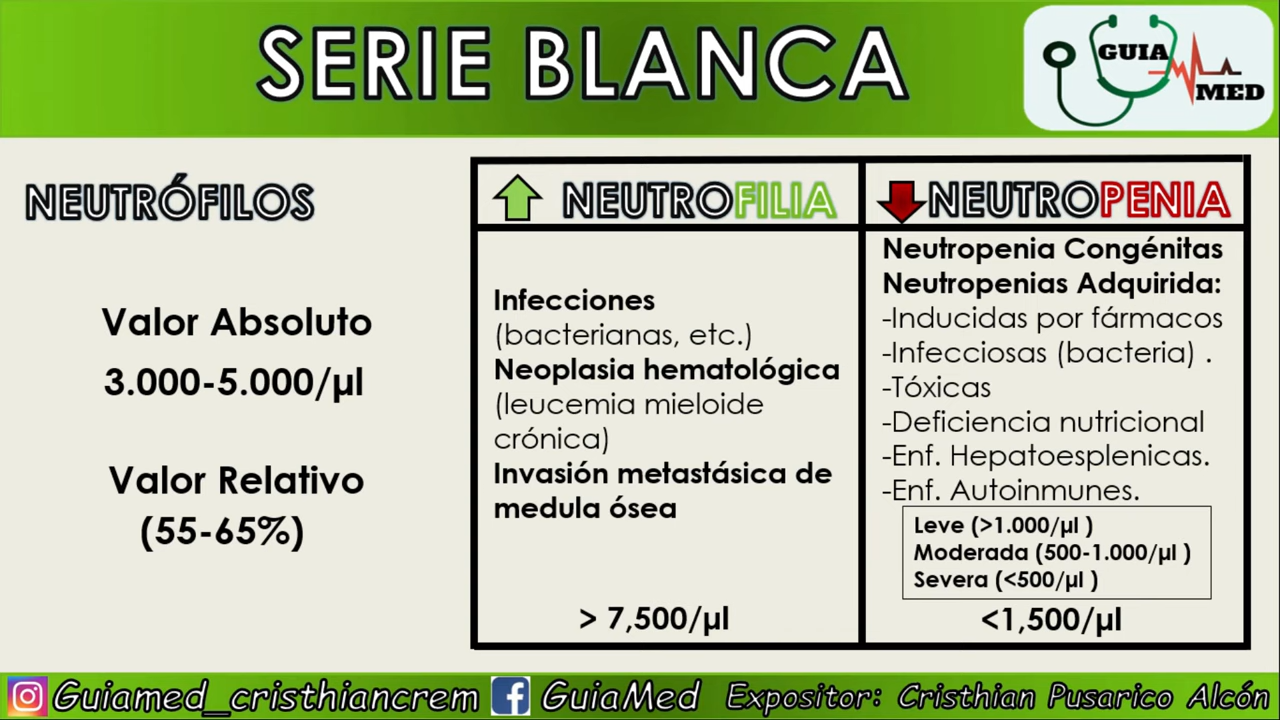 SERIE BLANCA
GUIA
MED
NEUTRÓFILOS
Valor Absoluto
3.000-5.000/µl
Valor Relativo
(55-65%)
NEUTROFILIA
Infecciones
(bacterianas, etc.)
Neoplasia hematológica
(leucemia mieloide
crónica)
Invasión metastásica de
medula ósea
> 7,500/µl
NEUTROPENIA
Neutropenia Congénitas
Neutropenias Adquirida:
-Inducidas por fármacos
-Infecciosas (bacteria) .
-Tóxicas
-Deficiencia nutricional
-Enf. Hepatoesplenicas.
-Enf. Autoinmunes.
Leve (>1.000/µl )
Moderada (500-1.000/µl )
Severa (<500/µl )
<1,500/µl
Guiamed_cristhiancrem GuiaMed Expositor: Cristhian Pusarico Alcón